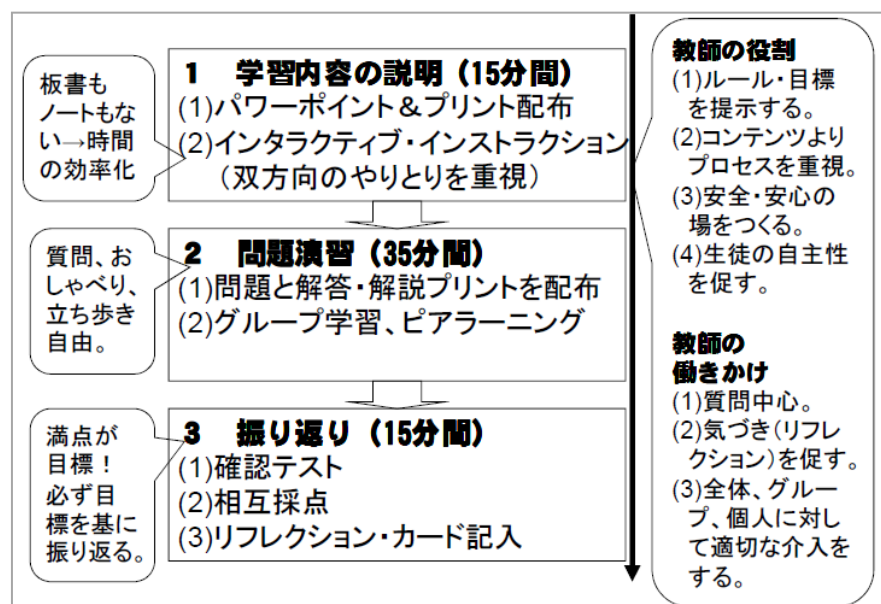 板書も
ノートもな
い→時間
の効率化
1 学習内容の説明（15分間）
(1)パワーポイント＆プリント配布
(2)インタラクティブ・インストラクション
（双方向のやりとりを重視）
質問、お
しゃべり、
立ち歩き
自由。
2 問題演習（35分間）
(1)問題と解答・解説プリントを配布
(2)グループ学習、ピアラーニング
満点が
目標！
必ず目
標を基に
振り返る。
3 振り返り（15分間）
(1)確認テスト
(2)相互採点
(3)リフレクション・カード記入
教師の役割
(1)ルール・目標
を提示する。
(2)コンテンツより
プロセスを重視。
(3)安全・安心の
場をつくる。
(4)生徒の自主性
を促す。
教師の
働きかけ
(1)質問中心。
(2)気づき（リフレ
クション）を促す。
(3)全体、グルー
プ、個人に対し
て適切な介入を
する。